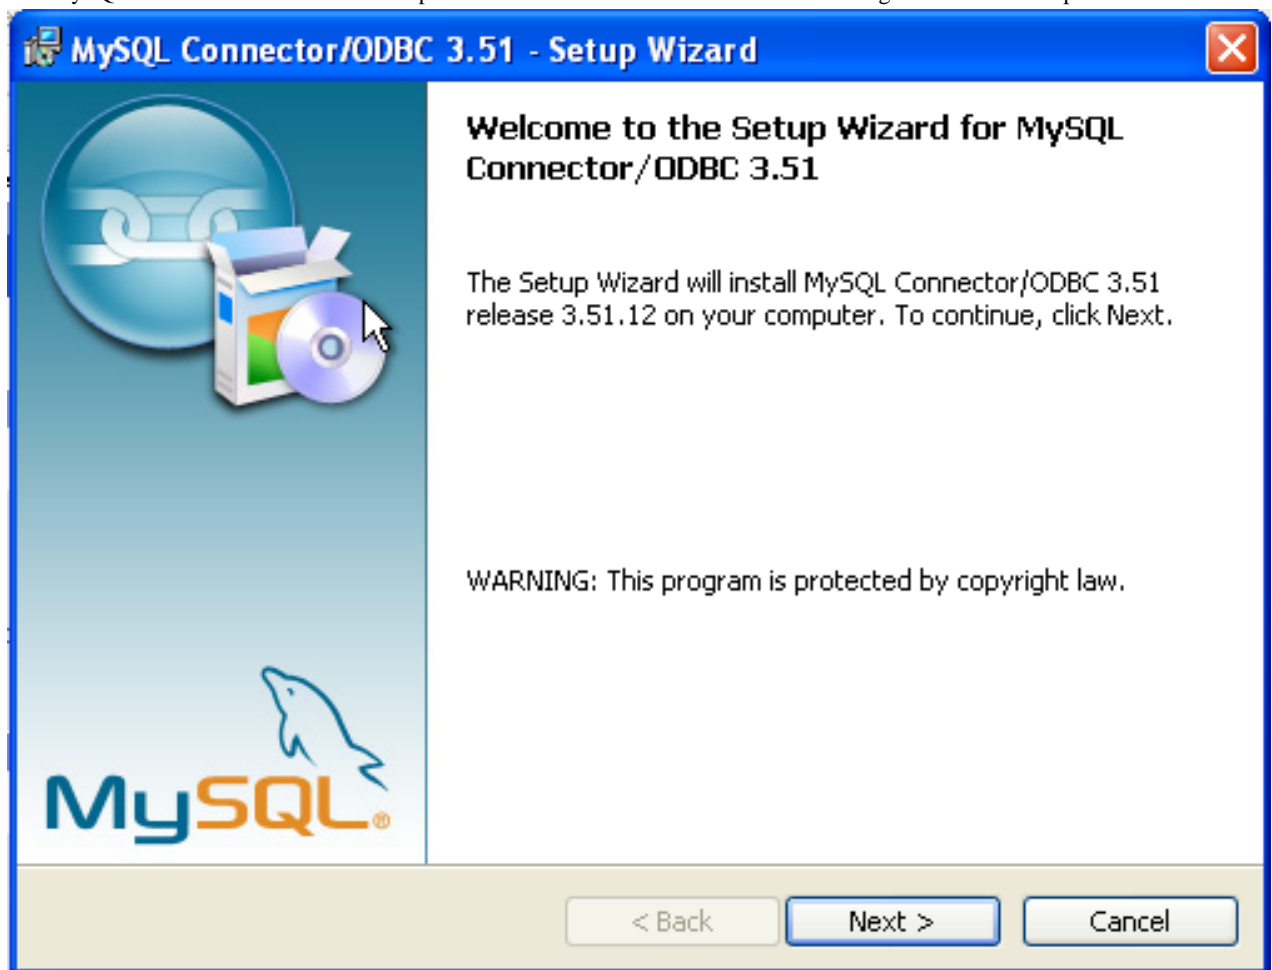 MySQL Connector/ODBC 3.51 - Setup Wizard
Welcome to the Setup Wizard for MySQL
Connector/ODBC 3.51
The Setup Wizard will install MySQL Connector/ODBC 3.51
release 3.51.12 on your computer. To continue, click Next.
WARNING: This program is protected by copyright law.
MySQL®
< Back Next > Cancel